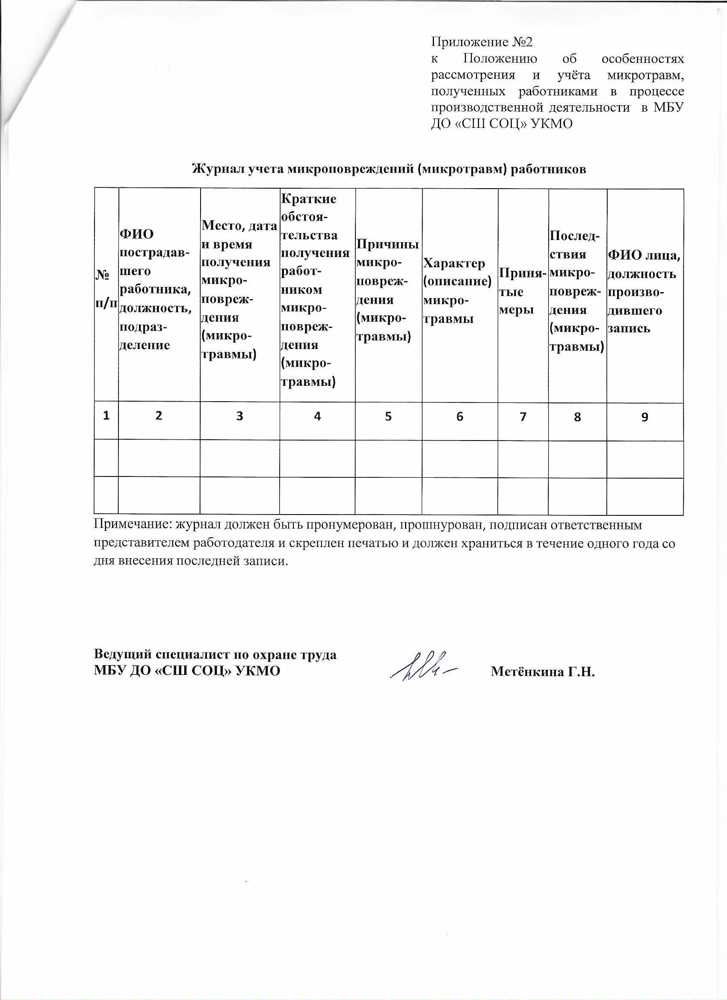 Приложение №2
к Положению об особенностях
рассмотрения и учёта микротравм,
полученных работниками в процессе
производственной деятельности в МБУ
ДО «СШ СОЦ» УКМО
Журнал учета микроповреждений (микротравм) работников
№
п/п
ФИО
пострадав-
шего
работника,
должность,
подраз-
деление
Место, дата
и время
получения
микро-
повреж-
дения
(микро-
травмы)
Краткие
обстоя-
тельства
получения
работ-
ником
микро-
повреж-
дения
(микро-
травмы)
Причины
микро-
повреж-
дения
(микро-
травмы)
Характер
(описание)
микро-
травмы
Приня-
тые
меры
Послед-
ствия
микро-
повреж-
дения
(микро-
травмы)
ФИО лица,
должность
произво-
дившего
запись
1 2 3 4 5 6 7 8 9
Примечание: журнал должен быть пронумерован, прошнурован, подписан ответственным
представителем работодателя и скреплен печатью и должен храниться в течение одного года со
дня внесения последней записи.
Ведущий специалист по охране труда
МБУ ДО «СШ СОЦ» УКМО Метёнкина Г.Н.